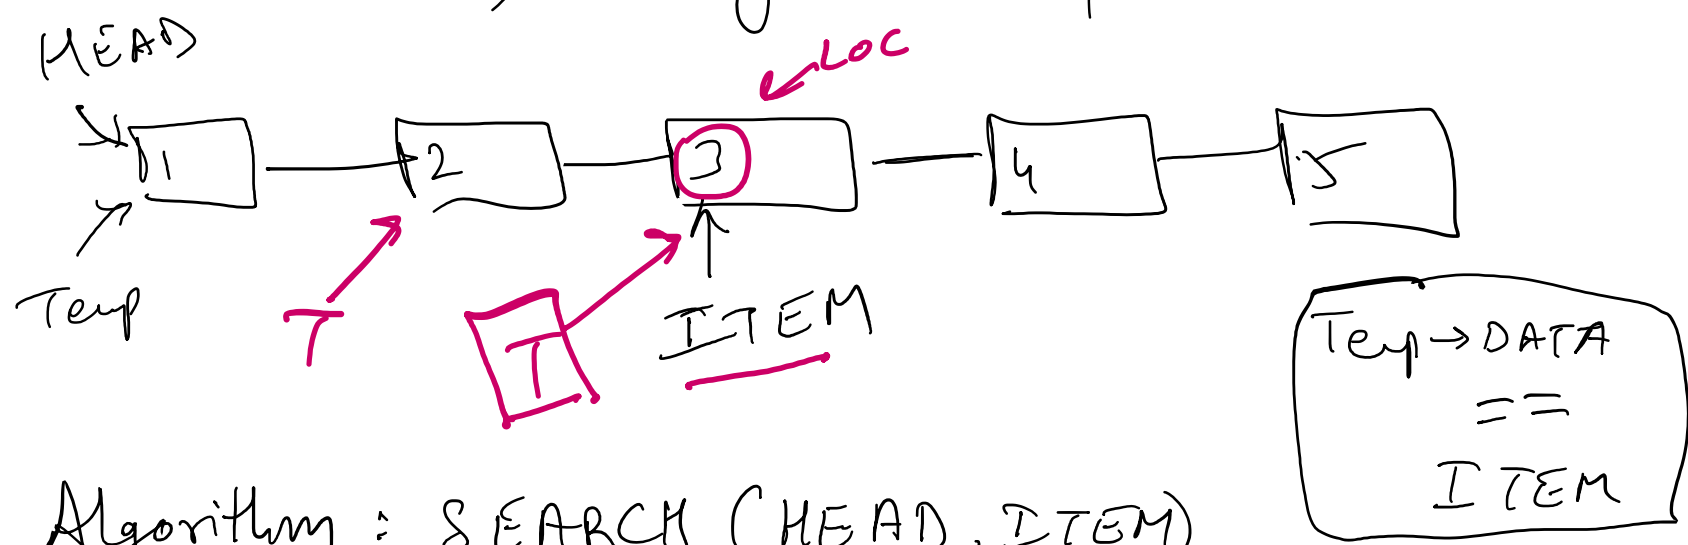 HEAD
LOC
1 2 3 4 5
Temp
T
T
ITEM
Temp → DATA
==
ITEM
Algorithm : SEARCH (HEAD, ITEM)